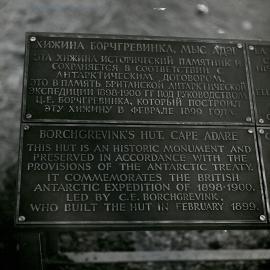 ХИЖИНА БОРЧГРЕВИНКА, МЫС АДЕР
ЭТА ХИЖИНА ИСТОРИЧЕСКИЙ ПАМЯТНИК И
СОХРАНЯЕТСЯ В СООТВЕТСТВИИ С
АНТАРКТИЧЕСКИМ ДОГОВОРОМ.
ЭТО В ПАМЯТЬ БРИТАНСКОЙ АНТАРКТИЧЕСКОЙ
ЭКСПЕДИЦИИ 1898-1900 ГГ ПОД РУКОВОДСТВОМ
Ц.Е. БОРЧГРЕВИНКА, КОТОРЫЙ ПОСТРОИЛ
ЭТУ ХИЖИНУ В ФЕВРАЛЕ 1899 ГОДА.
BORCHGREVINK'S HUT, CAPE ADARE
THIS HUT IS AN HISTORIC MONUMENT AND
PRESERVED IN ACCORDANCE WITH THE
PROVISIONS OF THE ANTARCTIC TREATY.
IT COMMEMORATES THE BRITISH
ANTARCTIC EXPEDITION OF 1898-1900.
LED BY C.E. BORCHGREVINK,
WHO BUILT THE HUT IN FEBRUARY 1899.